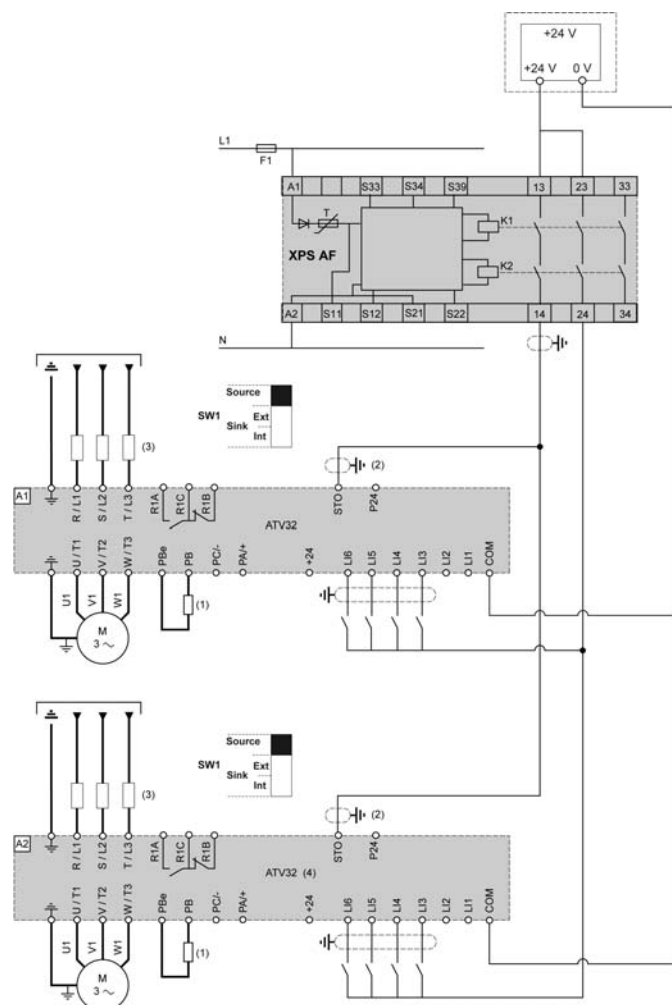 +24 V
+24 V 0 V
L1
F1
A1 S33 S34 S39 13 23 33
T
K1
XPS AF
K2
A2 S11 S12 S21 S22 14 24 34
N
Source
SW1
Sink
Ext
Int
(3)
(2)
A1
R / L1
S / L2
T / L3
R1A
R1C
R1B
STO
P24
ATV32
U / T1
V / T2
W / T3
PBe
PB
PC/-
PA/+
+24
LI6
LI5
LI4
LI3
LI2
LI1
COM
U1
V1
W1
(1)
M
3 ~
Source
SW1
Sink
Ext
Int
(3)
(2)
A2
R / L1
S / L2
T / L3
R1A
R1C
R1B
STO
P24
ATV32 (4)
U / T1
V / T2
W / T3
PBe
PB
PC/-
PA/+
+24
LI6
LI5
LI4
LI3
LI2
LI1
COM
U1
V1
W1
(1)
M
3 ~